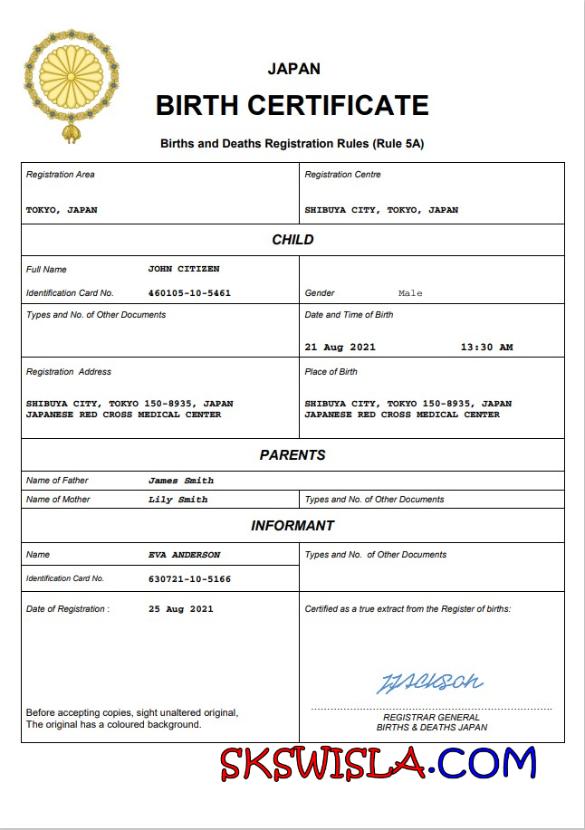 JAPAN
BIRTH CERTIFICATE
Births and Deaths Registration Rules (Rule 5A)
Registration Area
Registration Centre
TOKYO, JAPAN
SHIBUYA CITY, TOKYO, JAPAN
CHILD
Full Name JOHN CITIZEN
Identification Card No. 460105-10-5461
Gender Male
Types and No. of Other Documents
Date and Time of Birth
21 Aug 2021 13:30 AM
Registration Address
Place of Birth
SHIBUYA CITY, TOKYO 150-8935, JAPAN
JAPANESE RED CROSS MEDICAL CENTER
SHIBUYA CITY, TOKYO 150-8935, JAPAN
JAPANESE RED CROSS MEDICAL CENTER
PARENTS
Name of Father James Smith
Name of Mother Lily Smith
Types and No. of Other Documents
INFORMANT
Name EVA ANDERSON
Types and No. of Other Documents
Identification Card No. 630721-10-5166
Date of Registration : 25 Aug 2021
Certified as a true extract from the Register of births:
Before accepting copies, sight unaltered original,
The original has a coloured background.
REGISTRAR GENERAL
BIRTHS & DEATHS JAPAN
SKSWISLA.COM